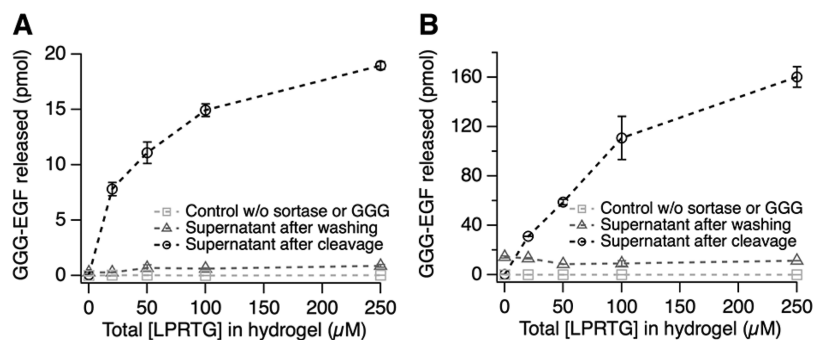 A
GGG-EGF released (pmol)
20
15
10
5
0
Control w/o sortase or GGG
Supernatant after washing
Supernatant after cleavage
0 50 100 150 200 250
Total [LPRTG] in hydrogel (µM)
B
GGG-EGF released (pmol)
160
120
80
40
0
Control w/o sortase or GGG
Supernatant after washing
Supernatant after cleavage
0 50 100 150 200 250
Total [LPRTG] in hydrogel (µM)